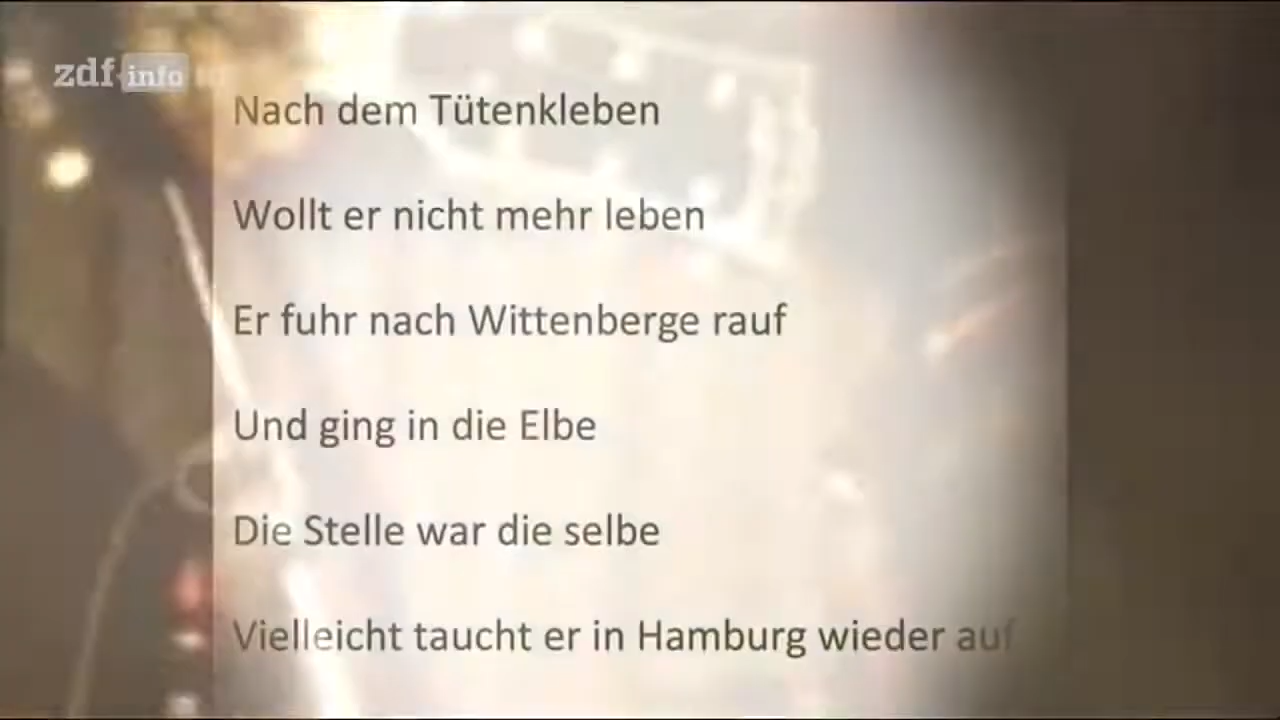 zdf info
Nach dem Tütenkleben
Wollt er nicht mehr leben
Er fuhr nach Wittenberge rauf
Und ging in die Elbe
Die Stelle war die selbe
Vielleicht taucht er in Hamburg wieder auf